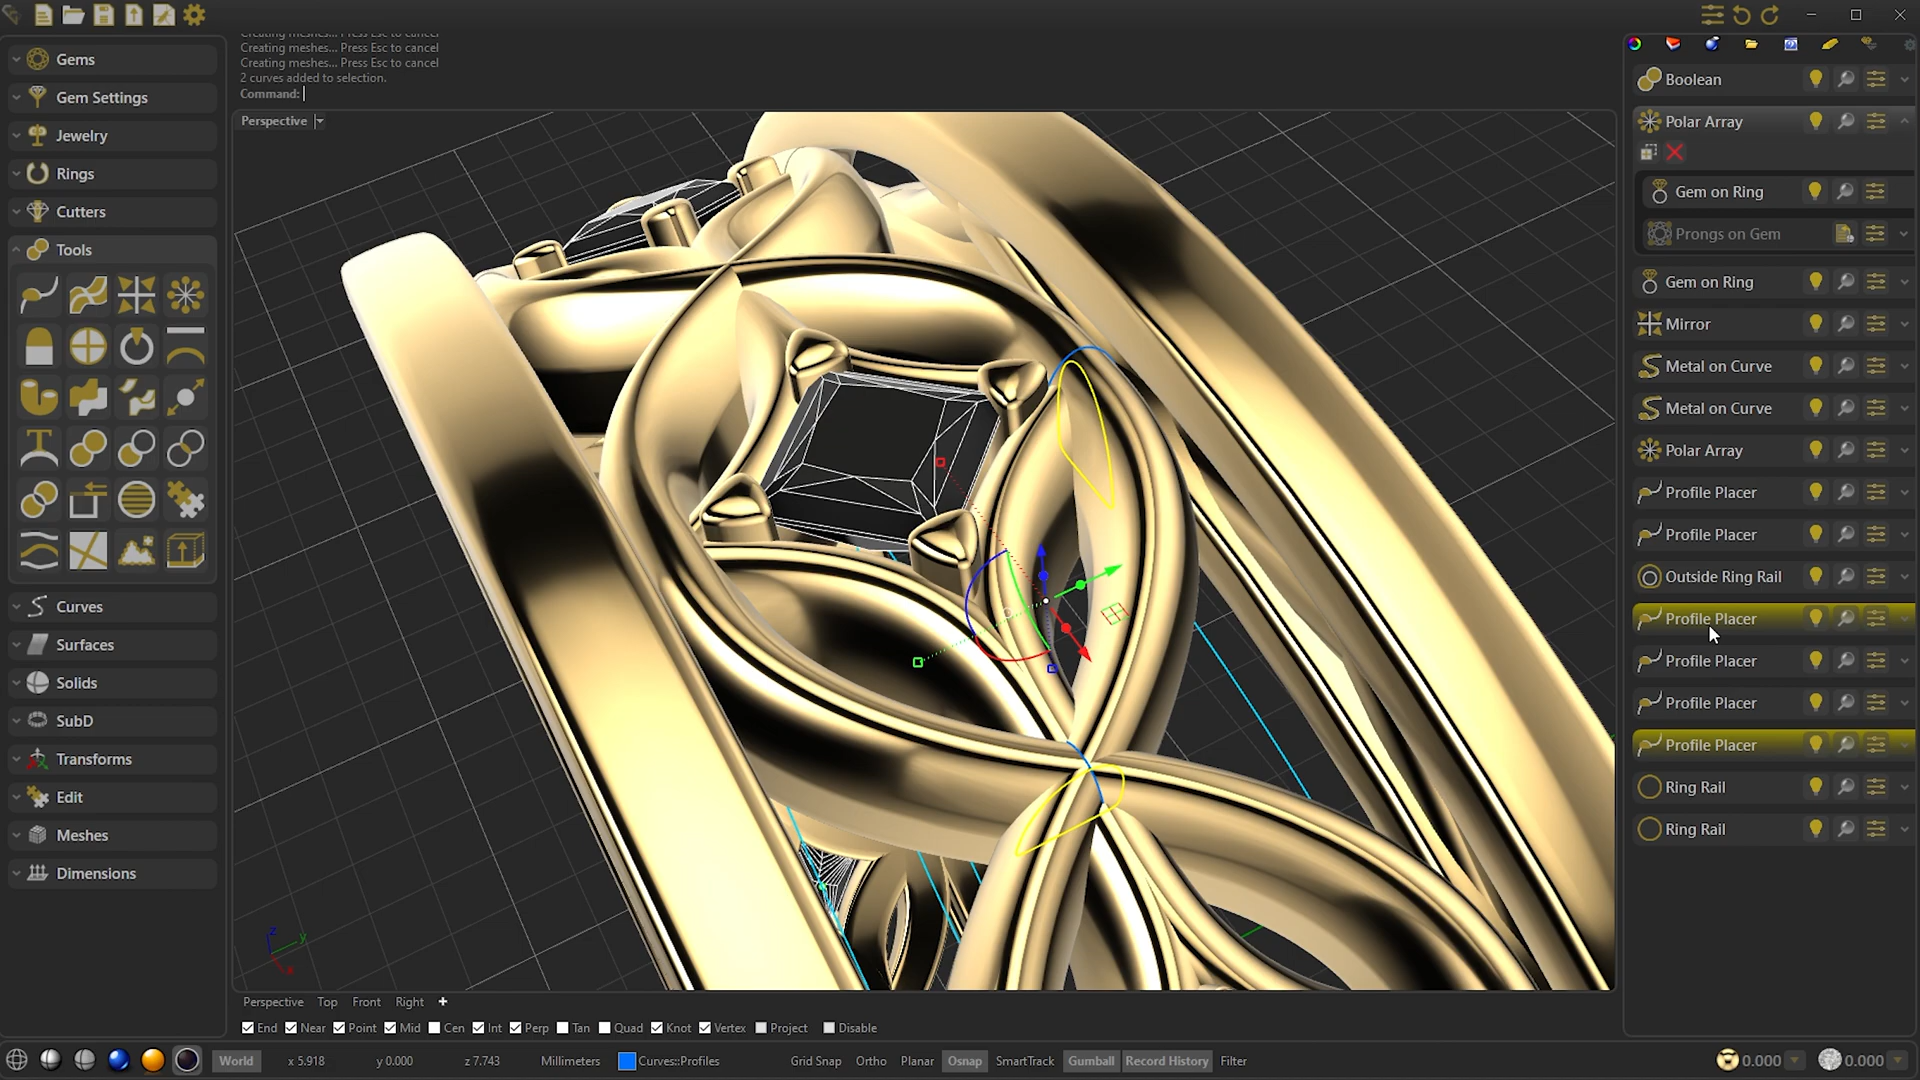 Creating meshes... Press Esc to cancel
Creating meshes... Press Esc to cancel
Creating meshes... Press Esc to cancel
2 curves added to selection.
Command:
Gems
Gem Settings
Jewelry
Rings
Cutters
Tools
Curves
Surfaces
Solids
SubD
Transforms
Edit
Meshes
Dimensions
Perspective
z
y
x
Perspective Top Front Right
End Near Point Mid Cen Int Perp Tan Quad Knot Vertex Project Disable
World x 5.918 y 0.000 z 7.743 Millimeters Curves::Profiles Grid Snap Ortho Planar Osnap SmartTrack Gumball Record History Filter 0.000 0.000
Boolean
Polar Array
Gem on Ring
Prongs on Gem
Gem on Ring
Mirror
Metal on Curve
Metal on Curve
Polar Array
Profile Placer
Profile Placer
Outside Ring Rail
Profile Placer
Profile Placer
Profile Placer
Profile Placer
Ring Rail
Ring Rail